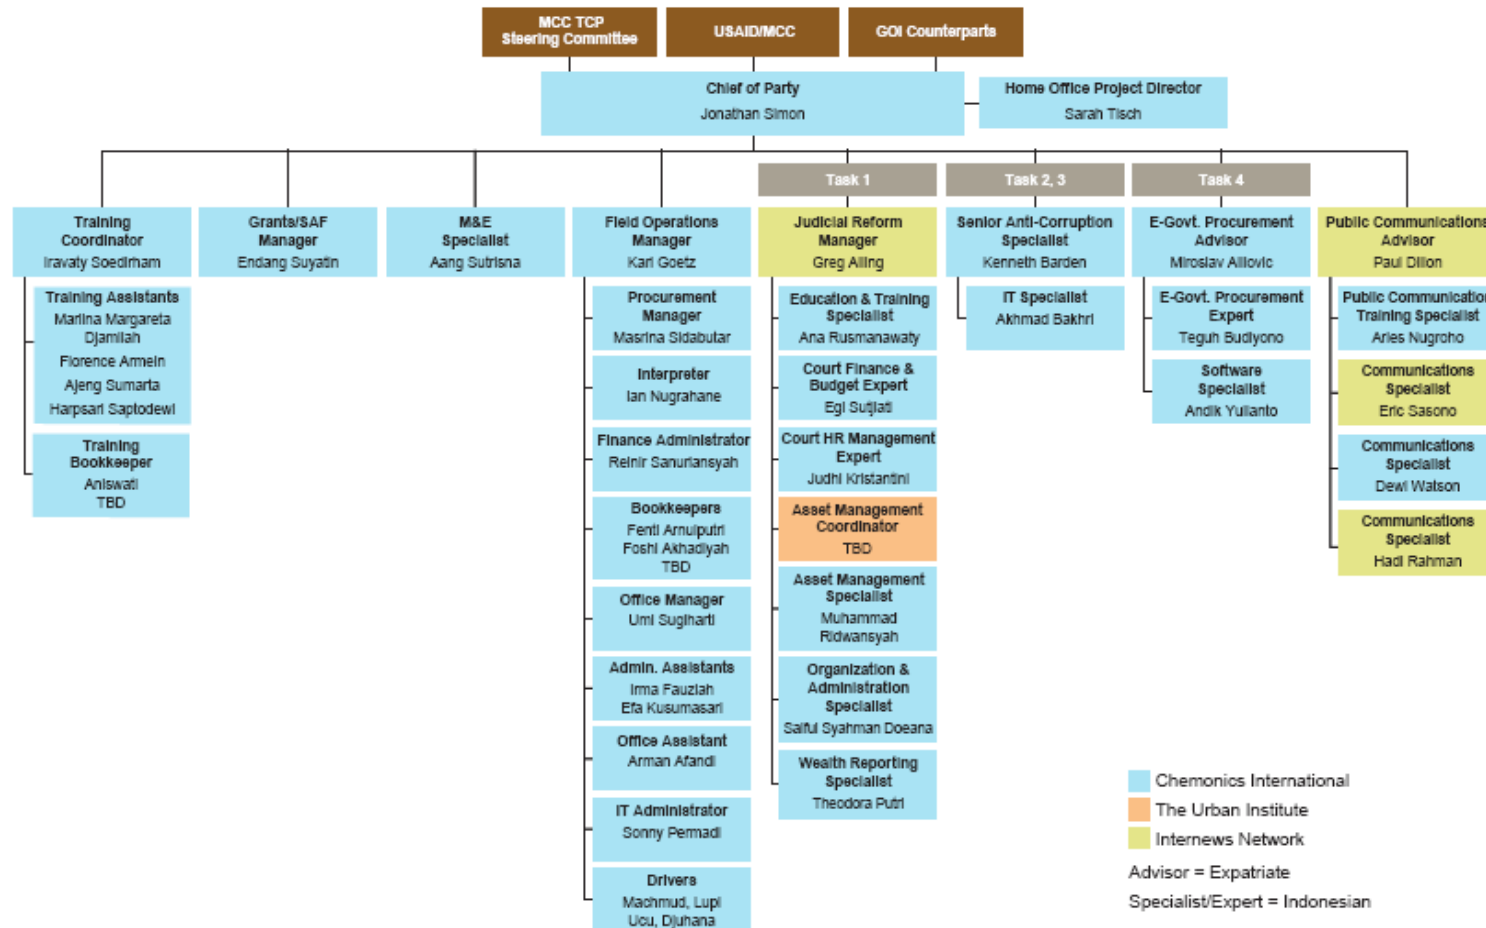 MCC TCP
Steering Committee
USAID/MCC
GOI Counterparts
Chief of Party
Jonathan Simon
Home Office Project Director
Sarah Tisch
Task 1
Task 2, 3
Task 4
Training
Coordinator
Iravaty Soedirham
Grants/SAF
Manager
Endang Suyatin
M&E
Specialist
Aang Sutrisna
Field Operations
Manager
Karl Goetz
Judicial Reform
Manager
Greg Alling
Senior Anti-Corruption
Specialist
Kenneth Barden
E-Govt. Procurement
Advisor
Miroslav Alilovic
Public Communications
Advisor
Paul Dillon
Training Assistants
Marlina Margareta
Djamilah
Florence Armein
Ajeng Sumarta
Harpsari Saptodewi
Training
Bookkeeper
Aniswati
TBD
Procurement
Manager
Masrina Sidabutar
Interpreter
Ian Nugrahane
Finance Administrator
Reinir Sanuriansyah
Bookkeepers
Fenti Arnulputri
Foshi Akhadiyah
TBD
Office Manager
Umi Sugiharti
Admin. Assistants
Irma Fauziah
Efa Kusumasari
Office Assistant
Arman Afandi
IT Administrator
Sonny Permadi
Drivers
Machmud, Lupi
Ucu, Djuhana
Education & Training
Specialist
Ana Rusmanawaty
Court Finance &
Budget Expert
Egi Sutjiati
Court HR Management
Expert
Judhi Kristantini
Asset Management
Coordinator
TBD
Asset Management
Specialist
Muhammad
Ridwansyah
Organization &
Administration
Specialist
Saiful Syahman Doeana
Wealth Reporting
Specialist
Theodora Putri
IT Specialist
Akhmad Bakhri
E-Govt. Procurement
Expert
Teguh Budiyono
Software
Specialist
Andik Yulianto
Public Communication
Training Specialist
Aries Nugroho
Communications
Specialist
Eric Sasono
Communications
Specialist
Dewi Watson
Communications
Specialist
Hadi Rahman
Chemonics International
The Urban Institute
Internews Network
Advisor = Expatriate
Specialist/Expert = Indonesian